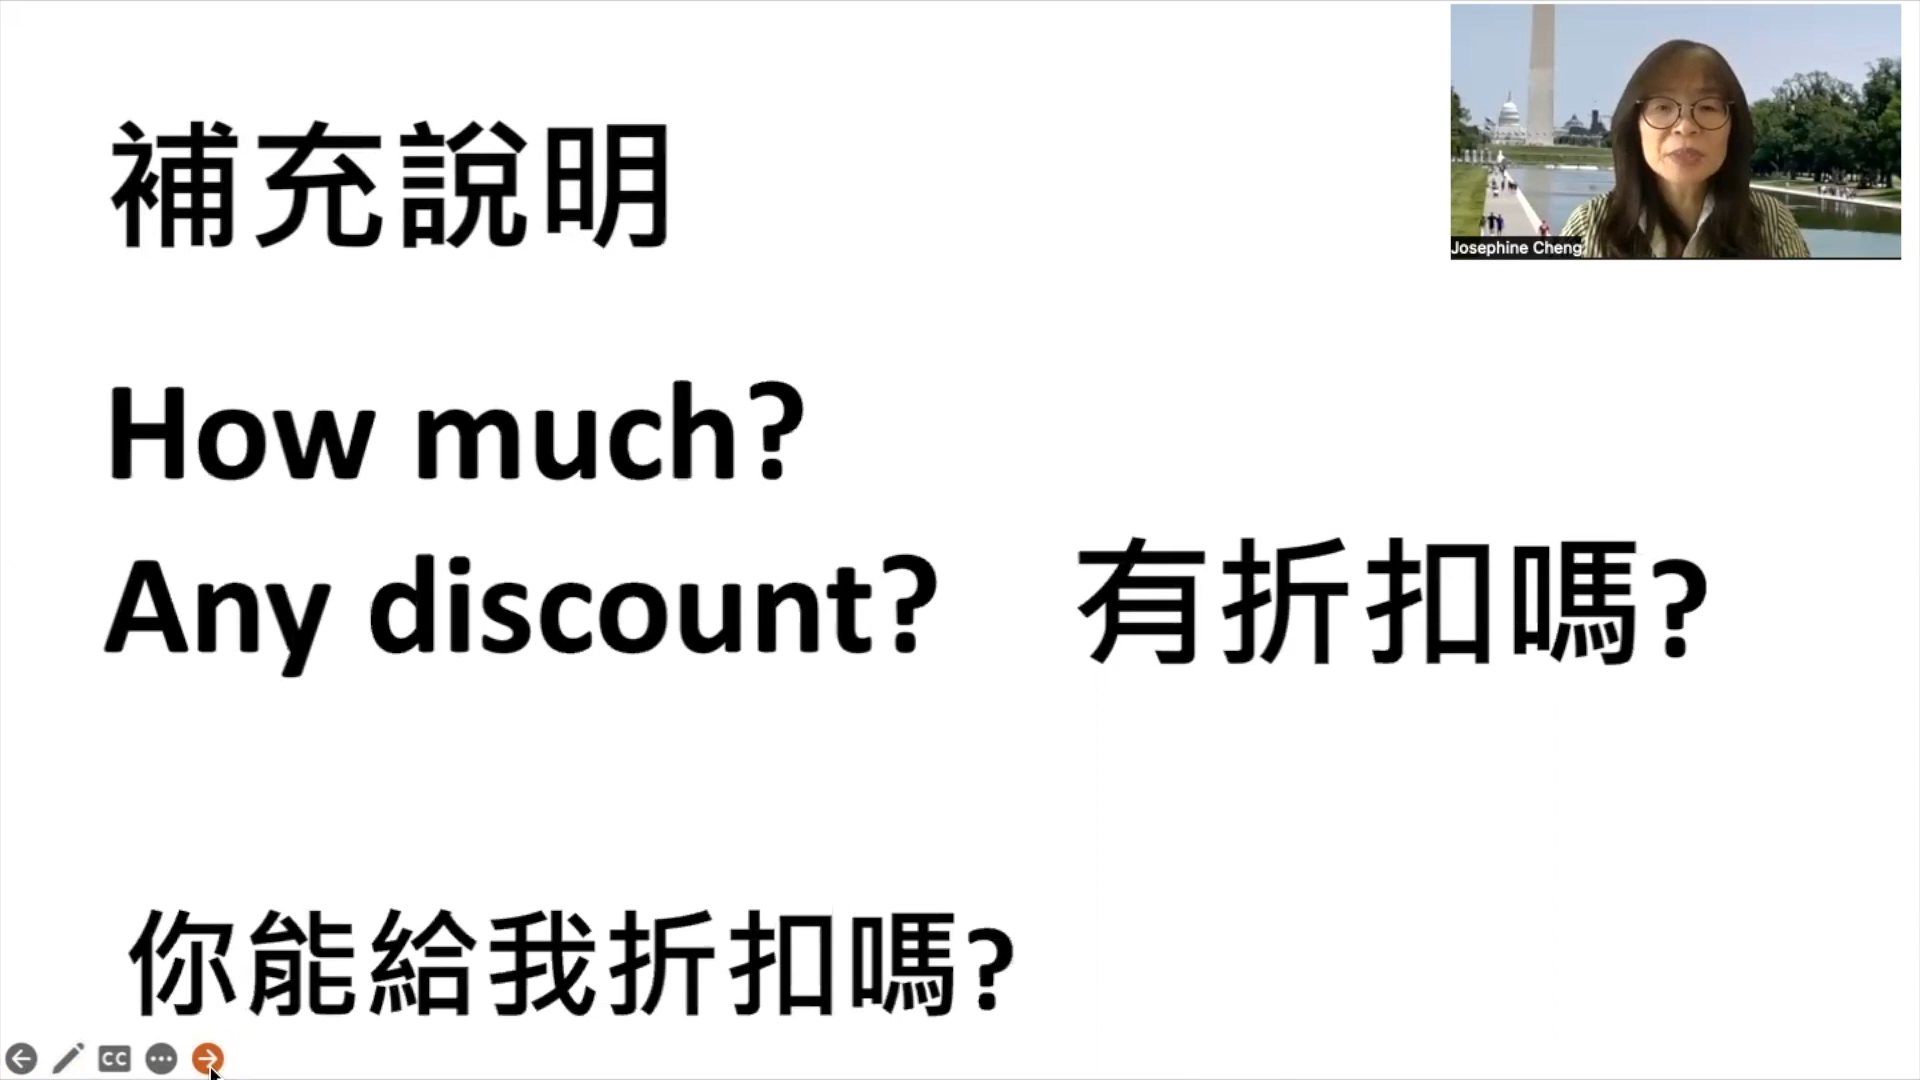 補充說明
Josephine Cheng
How much?
Any discount? 有折扣嗎?
你能給我折扣嗎?
CC